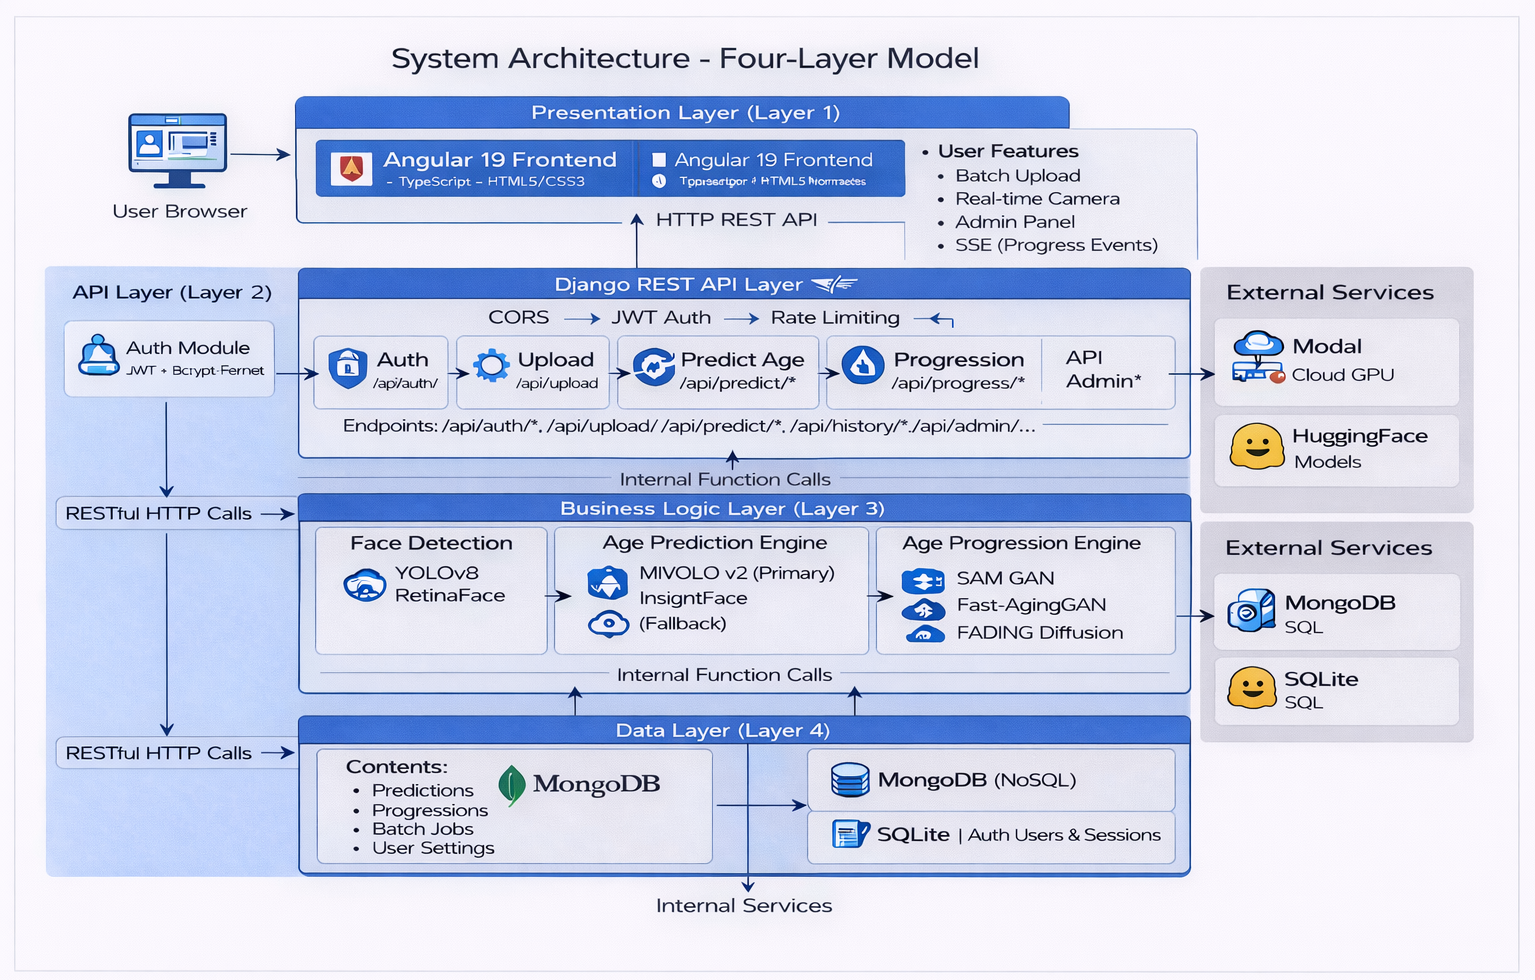 System Architecture - Four-Layer Model
Presentation Layer (Layer 1)
Angular 19 Frontend
- TypeScript - HTML5/CSS3
Angular 19 Frontend
HTML5
User Browser
HTTP REST API
• User Features
• Batch Upload
• Real-time Camera
• Admin Panel
• SSE (Progress Events)
API Layer (Layer 2)
Auth Module
JWT + Bcrypt-Fernet
RESTful HTTP Calls
RESTful HTTP Calls
Django REST API Layer
CORS
JWT Auth
Rate Limiting
Auth
/api/auth/
Upload
/api/upload
Predict Age
/api/predict/*
Progression
/api/progress/*
API
Admin*
Endpoints: /api/auth/*, /api/upload/ /api/predict/*, /api/history/*./api/admin/...
Internal Function Calls
Business Logic Layer (Layer 3)
Face Detection
YOLOv8
RetinaFace
Age Prediction Engine
MIVOLO v2 (Primary)
InsigntFace
(Fallback)
Age Progression Engine
SAM GAN
Fast-AgingGAN
FADING Diffusion
Internal Function Calls
Data Layer (Layer 4)
Contents:
• Predictions
• Progressions
• Batch Jobs
• User Settings
MongoDB
MongoDB (NoSQL)
SQLite | Auth Users & Sessions
Internal Services
External Services
Modal
Cloud GPU
HuggingFace
Models
External Services
MongoDB
SQL
SQLite
SQL